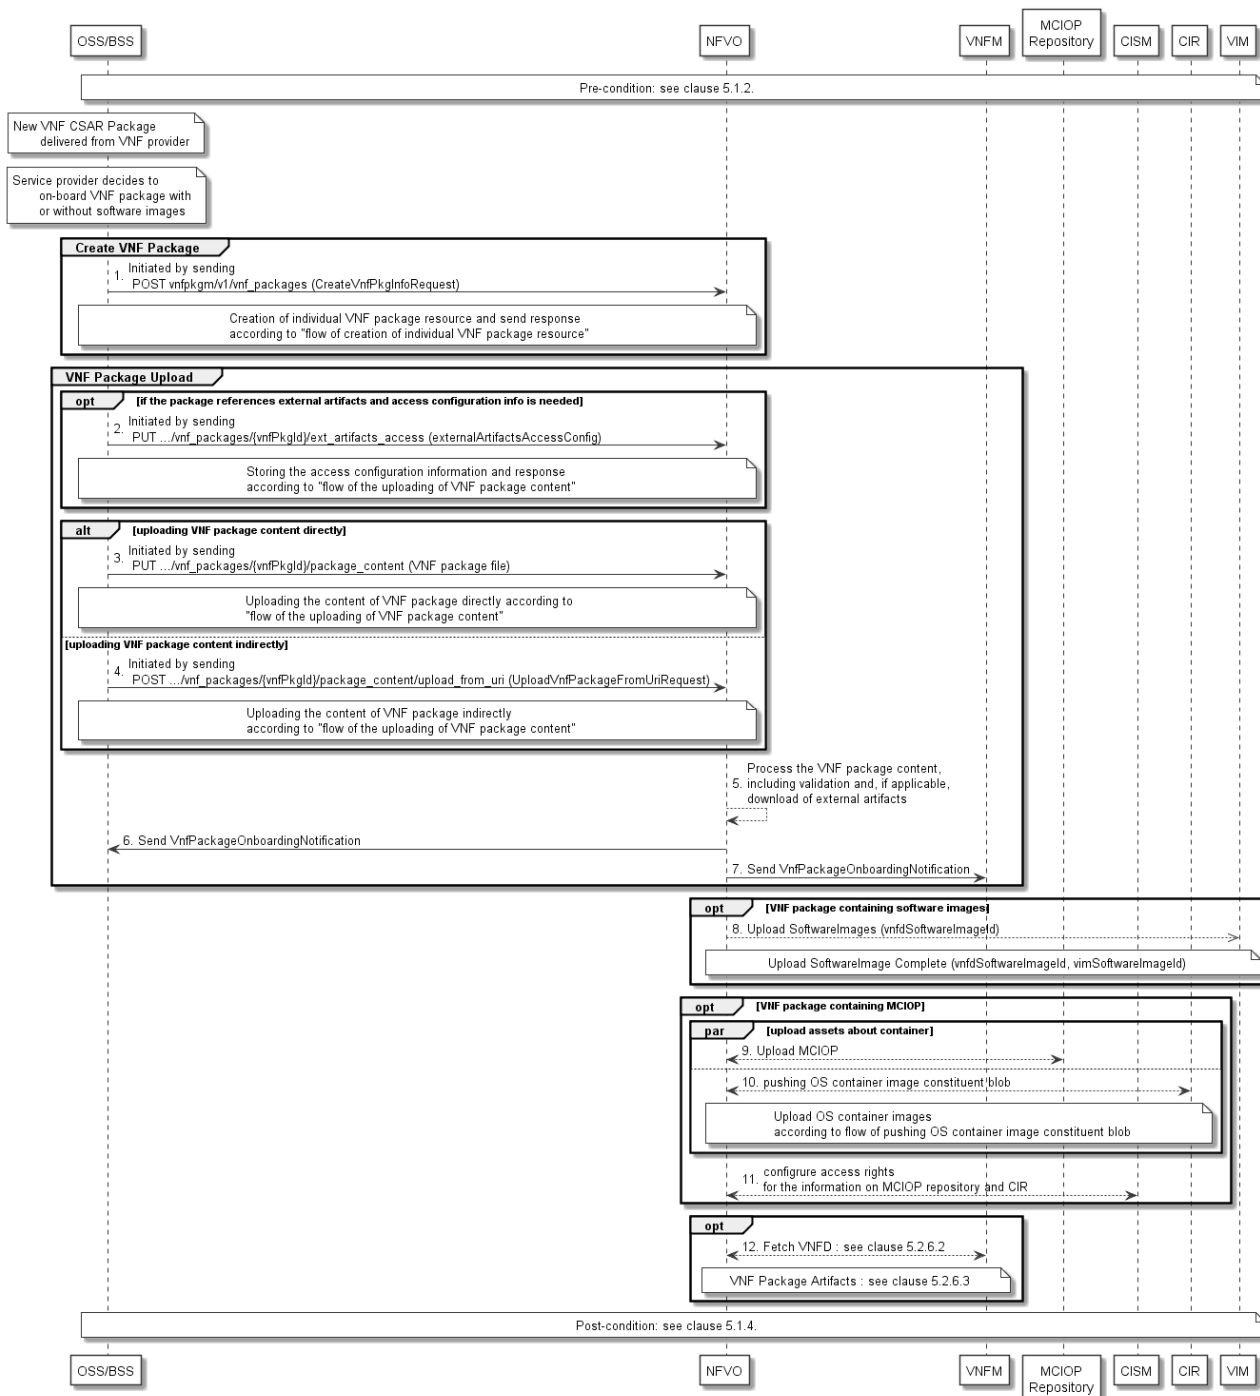 OSS/BSS
NFVO
VNFM
MCIOP
Repository
CISM
CIR
VIM
Pre-condition: see clause 5.1.2.
New VNF CSAR Package
delivered from VNF provider
Service provider decides to
on-board VNF package with
or without software images
Create VNF Package
1. Initiated by sending
POST vnfpkgm/v1/vnf_packages (CreateVnfPkgInfoRequest)
Creation of individual VNF package resource and send response
according to "flow of creation of individual VNF package resource"
VNF Package Upload
opt [if the package references external artifacts and access configuration info is needed]
2. Initiated by sending
PUT .../vnf_packages/{vnfPkgId}/ext_artifacts_access (externalArtifactsAccessConfig)
Storing the access configuration information and response
according to "flow of the uploading of VNF package content"
alt [uploading VNF package content directly]
3. Initiated by sending
PUT .../vnf_packages/{vnfPkgId}/package_content (VNF package file)
Uploading the content of VNF package directly according to
"flow of the uploading of VNF package content"
[uploading VNF package content indirectly]
4. Initiated by sending
POST .../vnf_packages/{vnfPkgId}/package_content/upload_from_uri (UploadVnfPackageFromUriRequest)
Uploading the content of VNF package indirectly
according to "flow of the uploading of VNF package content"
Process the VNF package content,
5. including validation and, if applicable,
download of external artifacts
6. Send VnfPackageOnboardingNotification
7. Send VnfPackageOnboardingNotification
opt [VNF package containing software images]
8. Upload SoftwareImages (vnfdSoftwareImageId)
Upload SoftwareImage Complete (vnfdSoftwareImageId, vimSoftwareImageId)
opt [VNF package containing MCIOP]
par [upload assets about container]
9. Upload MCIOP
10. pushing OS container image constituent blob
Upload OS container images
according to flow of pushing OS container image constituent blob
11. configrure access rights
for the information on MCIOP repository and CIR
opt
12. Fetch VNFD : see clause 5.2.6.2
VNF Package Artifacts : see clause 5.2.6.3
Post-condition: see clause 5.1.4.
OSS/BSS
NFVO
VNFM
MCIOP
Repository
CISM
CIR
VIM